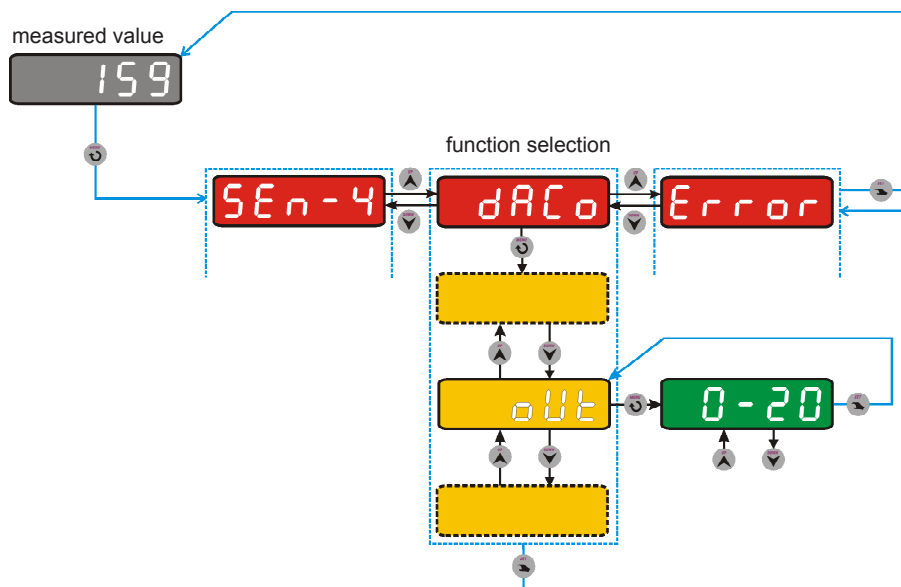 measured value
159
function selection
SEn-4
dACo
Error
oUt
0-20